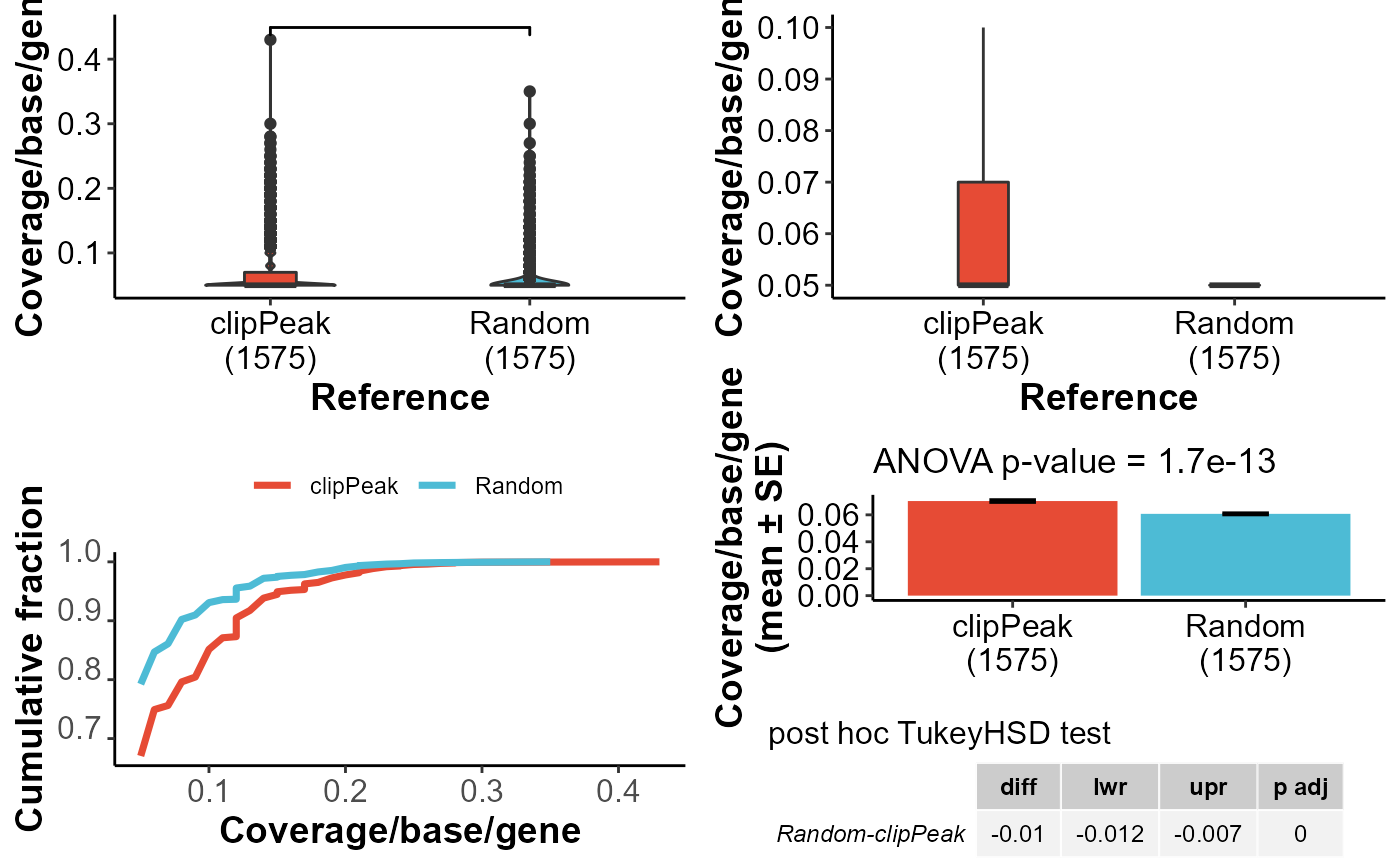 Coverage/base/gen
0.4
0.3
0.2
0.1
clipPeak
(1575)
Random
(1575)
Reference
Coverage/base/gen
0.10
0.09
0.08
0.07
0.06
0.05
clipPeak
(1575)
Random
(1575)
Reference
clipPeak
Random
Cumulative fraction
1.0
0.9
0.8
0.7
0.1
0.2
0.3
0.4
Coverage/base/gene
ANOVA p-value = 1.7e-13
Coverage/base/gene
(mean ± SE)
0.06
0.04
0.02
0.00
clipPeak
(1575)
Random
(1575)
post hoc TukeyHSD test
diff lwr upr p adj
Random-clipPeak -0.01 -0.012 -0.007 0